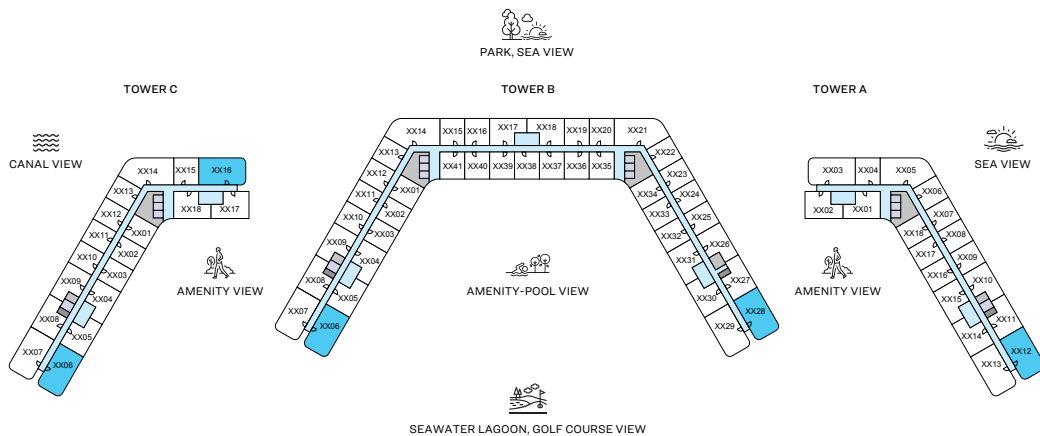 PARK, SEA VIEW
TOWER C
TOWER B
TOWER A
CANAL VIEW
SEA VIEW
XX14
XX15
XX16
XX13
XX12
XX11
XX10
XX09
XX08
XX07
XX18
XX17
XX01
XX02
XX03
XX04
XX05
XX06
AMENITY VIEW
XX14
XX15
XX16
XX17
XX18
XX19
XX20
XX21
XX13
XX12
XX11
XX10
XX09
XX08
XX07
XX41
XX40
XX39
XX38
XX37
XX36
XX35
XX01
XX02
XX03
XX04
XX05
XX06
XX22
XX23
XX24
XX25
XX26
XX27
XX28
XX34
XX33
XX32
XX31
XX30
XX29
AMENITY-POOL VIEW
XX03
XX04
XX05
XX02
XX01
XX06
XX07
XX08
XX09
XX10
XX11
XX12
XX18
XX17
XX16
XX15
XX14
XX13
AMENITY VIEW
SEAWATER LAGOON, GOLF COURSE VIEW